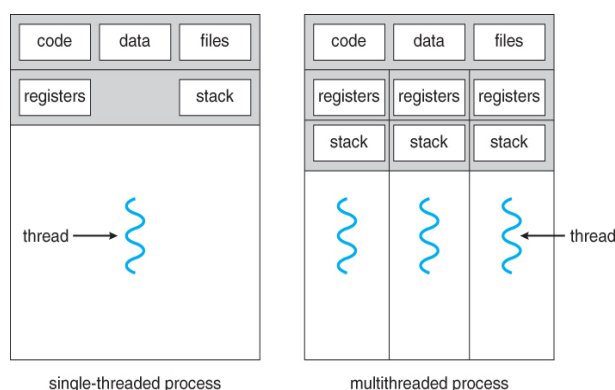 code data files
registers stack
thread
single-threaded process
code data files
registers registers registers
stack stack stack
thread
multithreaded process